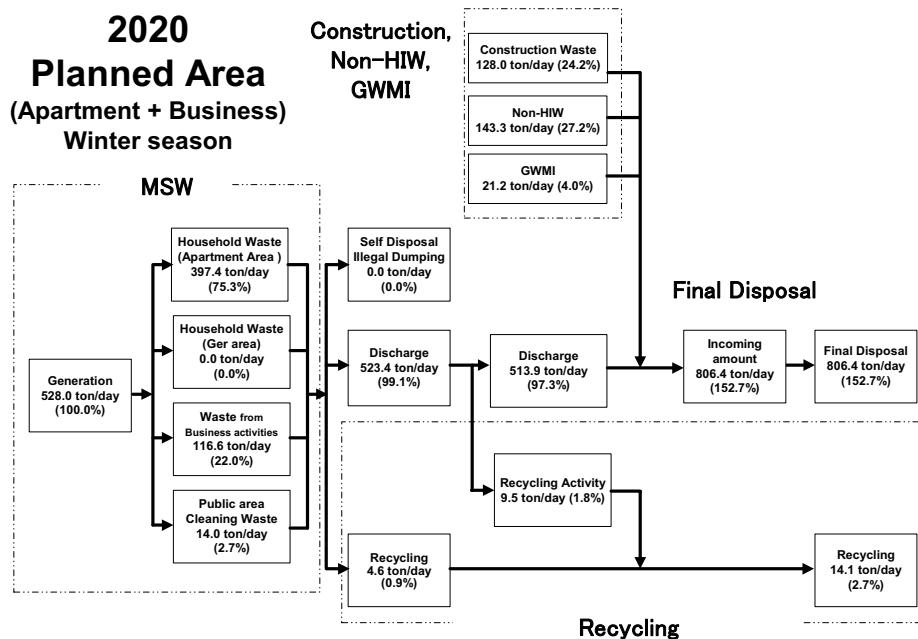 2020
Planned Area
(Apartment + Business)
Winter season
Construction,
Non-HIW,
GWMI
Construction Waste
128.0 ton/day (24.2%)
Non-HIW
143.3 ton/day (27.2%)
GWMI
21.2 ton/day (4.0%)
MSW
Household Waste
(Apartment Area )
397.4 ton/day
(75.3%)
Self Disposal
Illegal Dumping
0.0 ton/day
(0.0%)
Final Disposal
Household Waste
(Ger area)
0.0 ton/day
(0.0%)
Generation
528.0 ton/day
(100.0%)
Discharge
523.4 ton/day
(99.1%)
Discharge
513.9 ton/day
(97.3%)
Incoming
amount
806.4 ton/day
(152.7%)
Final Disposal
806.4 ton/day
(152.7%)
Waste from
Business activities
116.6 ton/day
(22.0%)
Recycling Activity
9.5 ton/day (1.8%)
Public area
Cleaning Waste
14.0 ton/day
(2.7%)
Recycling
4.6 ton/day
(0.9%)
Recycling
14.1 ton/day
(2.7%)
Recycling